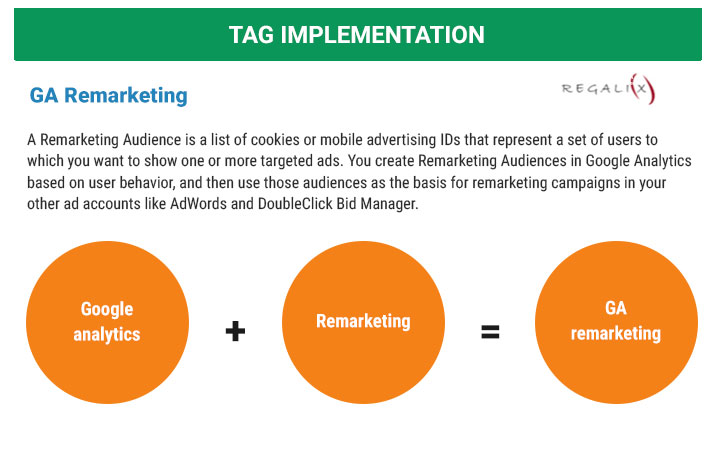 TAG IMPLEMENTATION
GA Remarketing
REGALIX
A Remarketing Audience is a list of cookies or mobile advertising IDs that represent a set of users to
which you want to show one or more targeted ads. You create Remarketing Audiences in Google Analytics
based on user behavior, and then use those audiences as the basis for remarketing campaigns in your
other ad accounts like AdWords and DoubleClick Bid Manager.
Google
analytics
+
Remarketing
=
GA
remarketing